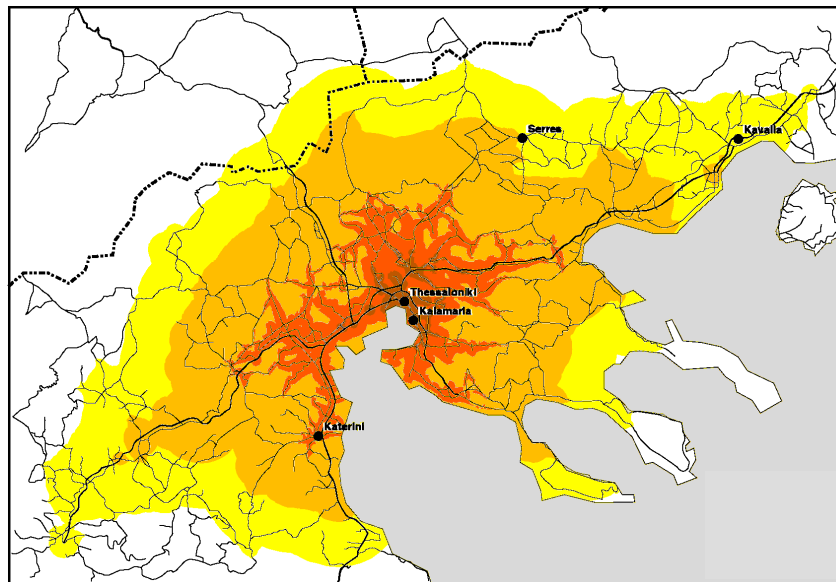 Serres
Kavalla
Thessaloniki
Kalamaria
Katerini